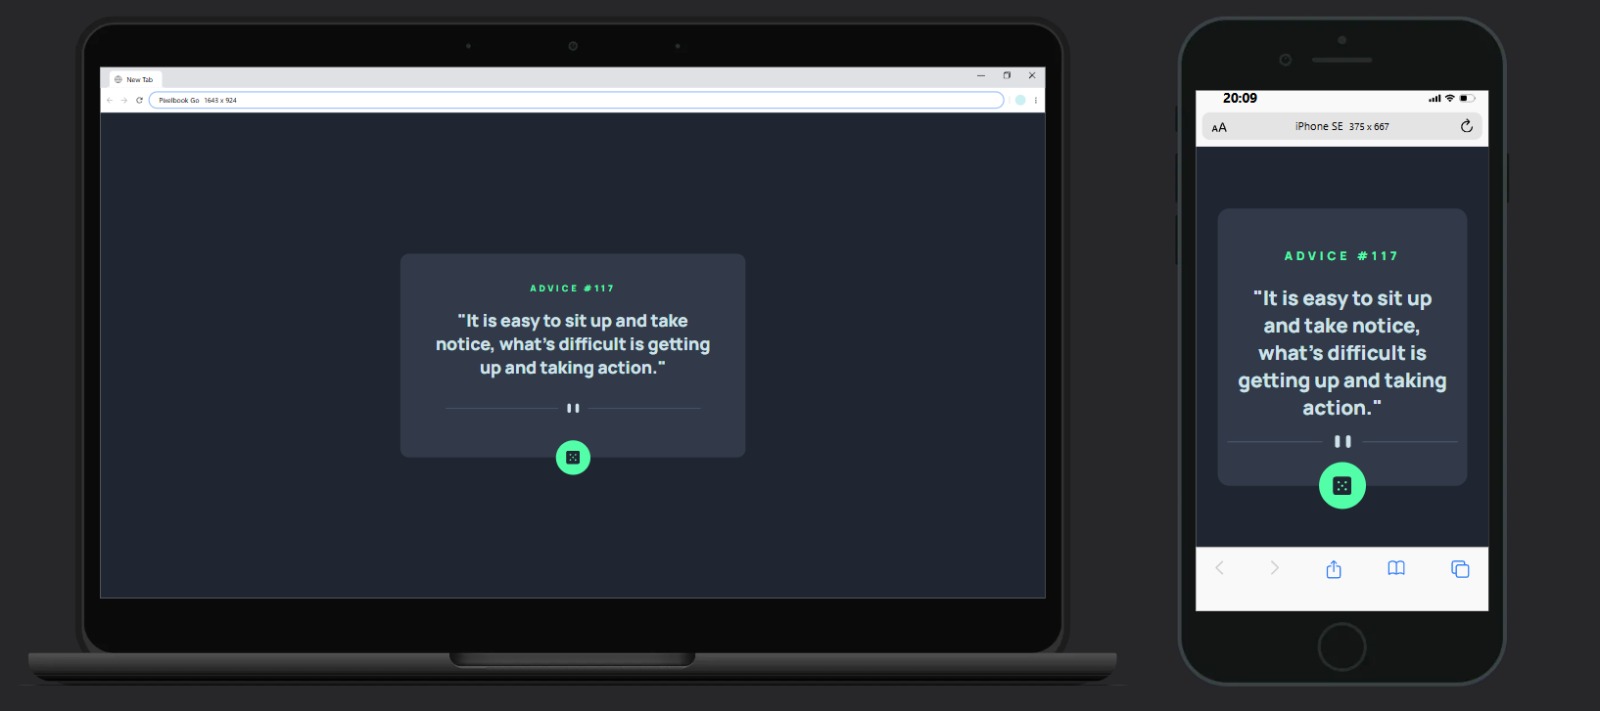 New Tab
Pixelbook Go 1643 x 924
ADVICE #117
"It is easy to sit up and take
notice, what's difficult is getting
up and taking action."
20:09
AA
iPhone SE 375 x 667
ADVICE #117
"It is easy to sit up
and take notice,
what's difficult is
getting up and taking
action."